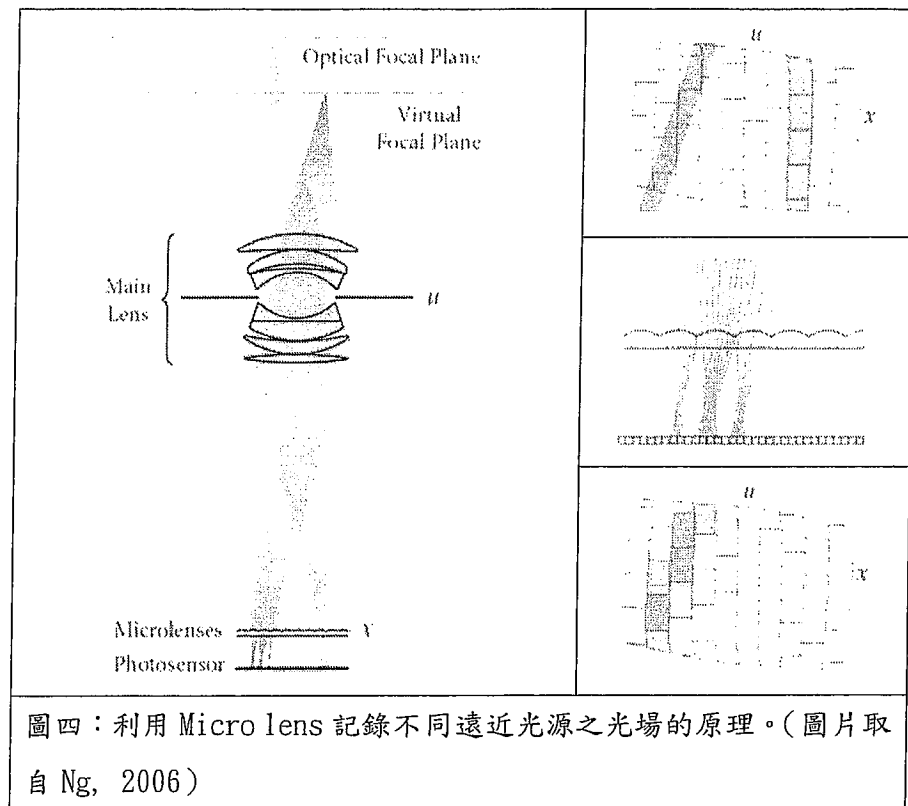 Optical Focal Plane
Virtual
Focal Plane
Main
Lens
u
Microlenses
x
Photosensor
u
x
u
x
圖四：利用 Micro lens 記錄不同遠近光源之光場的原理。(圖片取
自 Ng, 2006)